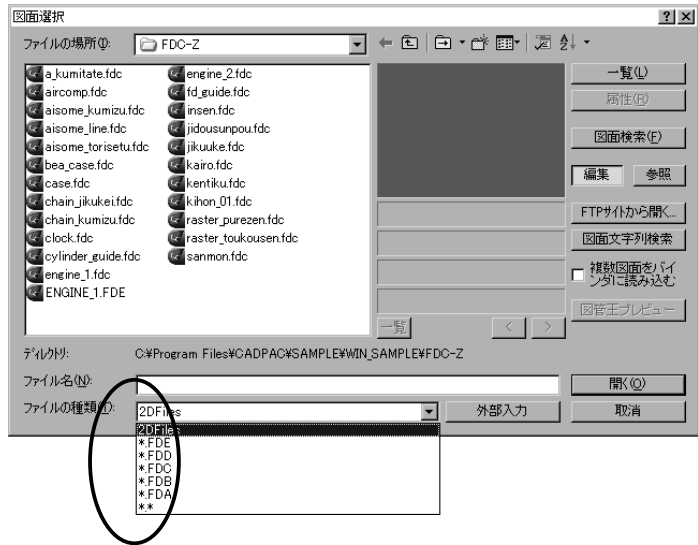 図面選択
ファイルの場所(I):
FDC-Z
a_kumitate.fdc
aircomp.fdc
aisome_kumizu.fdc
aisome_line.fdc
aisome_torisetu.fdc
bea_case.fdc
case.fdc
chain_jikukei.fdc
chain_kumizu.fdc
clock.fdc
cylinder_guide.fdc
engine_1.fdc
ENGINE_1.FDE
engine_2.fdc
fd_guide.fdc
insen.fdc
jidousunpou.fdc
jikuuke.fdc
kairo.fdc
kentiku.fdc
kihon_01.fdc
raster_purezen.fdc
raster_toukousen.fdc
sanmon.fdc
一覧
<
>
一覧(L)
属性(R)
図面検索(F)
編集
参照
FTPサイトから開く...
図面文字列検索
複数図面をバイ
ンダに読み込む
図管王プレビュー
ディレクトリ:
C:¥Program Files¥CADPAC¥SAMPLE¥WIN_SAMPLE¥FDC-Z
ファイル名(N):
開く(O)
ファイルの種類(T):
2DFiles
外部入力
取消
2DFiles
*.FDE
*.FDD
*.FDC
*.FDB
*.FDA
*.*